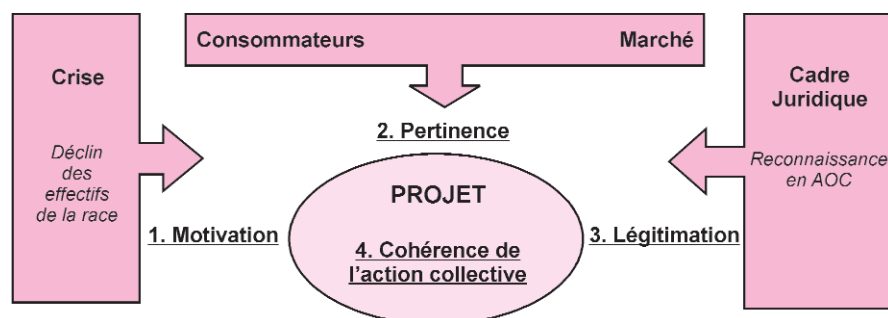 Consommateurs Marché
Crise
Déclin
des
effectifs
de la race
Cadre
Juridique
Reconnaissance
en AOC
2. Pertinence
PROJET
1. Motivation
3. Légitimation
4. Cohérence de
l'action collective